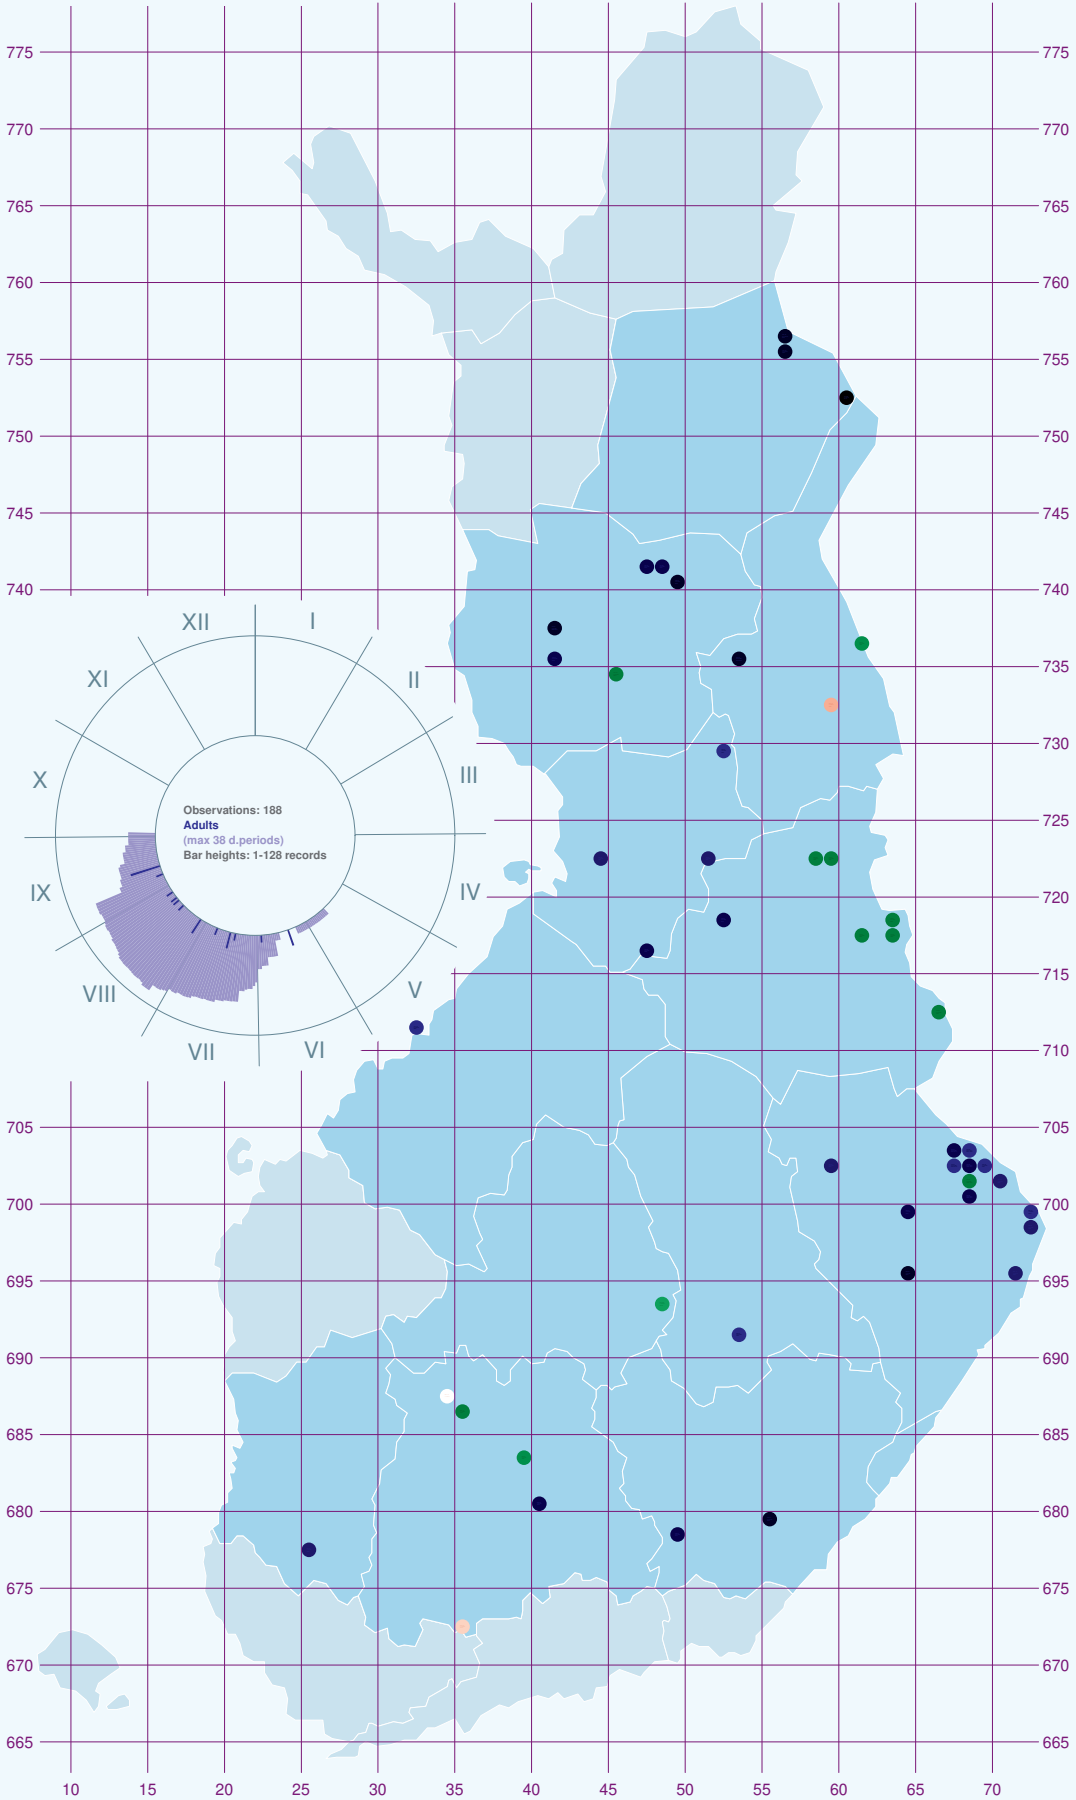 775 775
770 770
765 765
760 760
755 755
750 750
745 745
740 740
XII I
XI II
735
X III
730
Observations: 188
Adults
(max 38 d.periods)
Bar heights: 1-128 records
725
IX IV
720
VIII V
715
VII VI
710
705 705
700 700
695 695
690 690
685 685
680 680
675 675
670 670
665 665
10 15 20 25 30 35 40 45 50 55 60 65 70